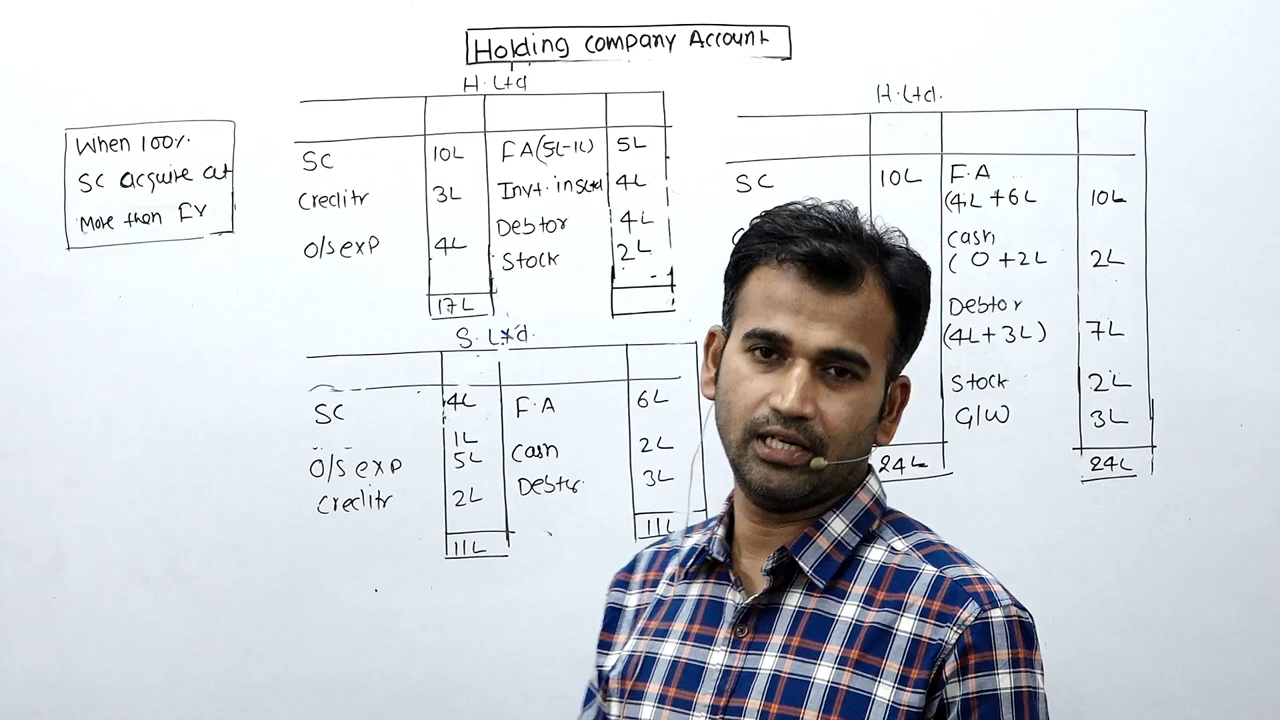 Holding Company Account
When 100%
SC acquire at
More than FV
H. Ltd
SC 10L FA (5L-1L) 5L
Creditr 3L 4L
O/S exp 4L Debtor 4L
Stock 2L
17L
S. Ltd.
SC 4L F.A 6L
1L
O/S exp 5L Cash 2L
Creditr 2L Debtr. 3L
11L 11L
H. Ltd.
SC 10L F.A
(4L +6L 10L
Cash
( 0 +2L 2L
Debtor
(4L + 3L) 7L
Stock 2L
G/W 3L
24L 24L